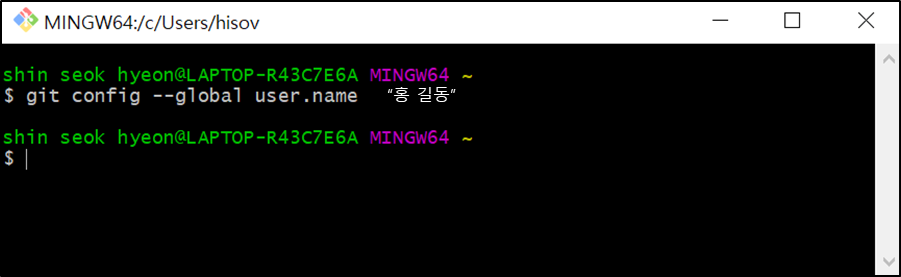 MINGW64:/c/Users/hisov
shin seok hyeon@LAPTOP-R43C7E6A MINGW64 ~
$ git config --global user.name “홍 길동”
shin seok hyeon@LAPTOP-R43C7E6A MINGW64 ~
$